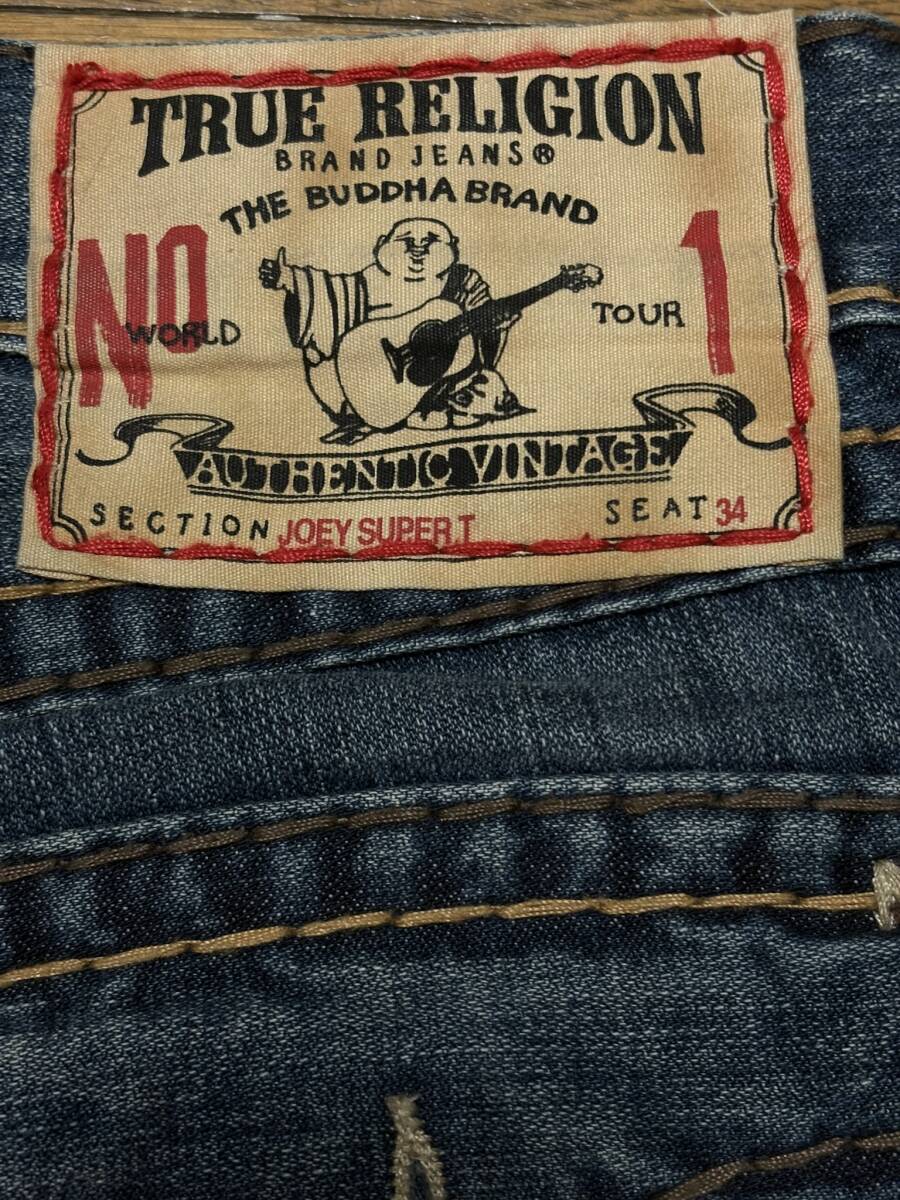 TRUE RELIGION
BRAND JEANS®
THE BUDDHA BRAND
NO 1
WORLD TOUR
AUTHENTIC VINTAGE
SECTION JOEY SUPER T SEAT 34